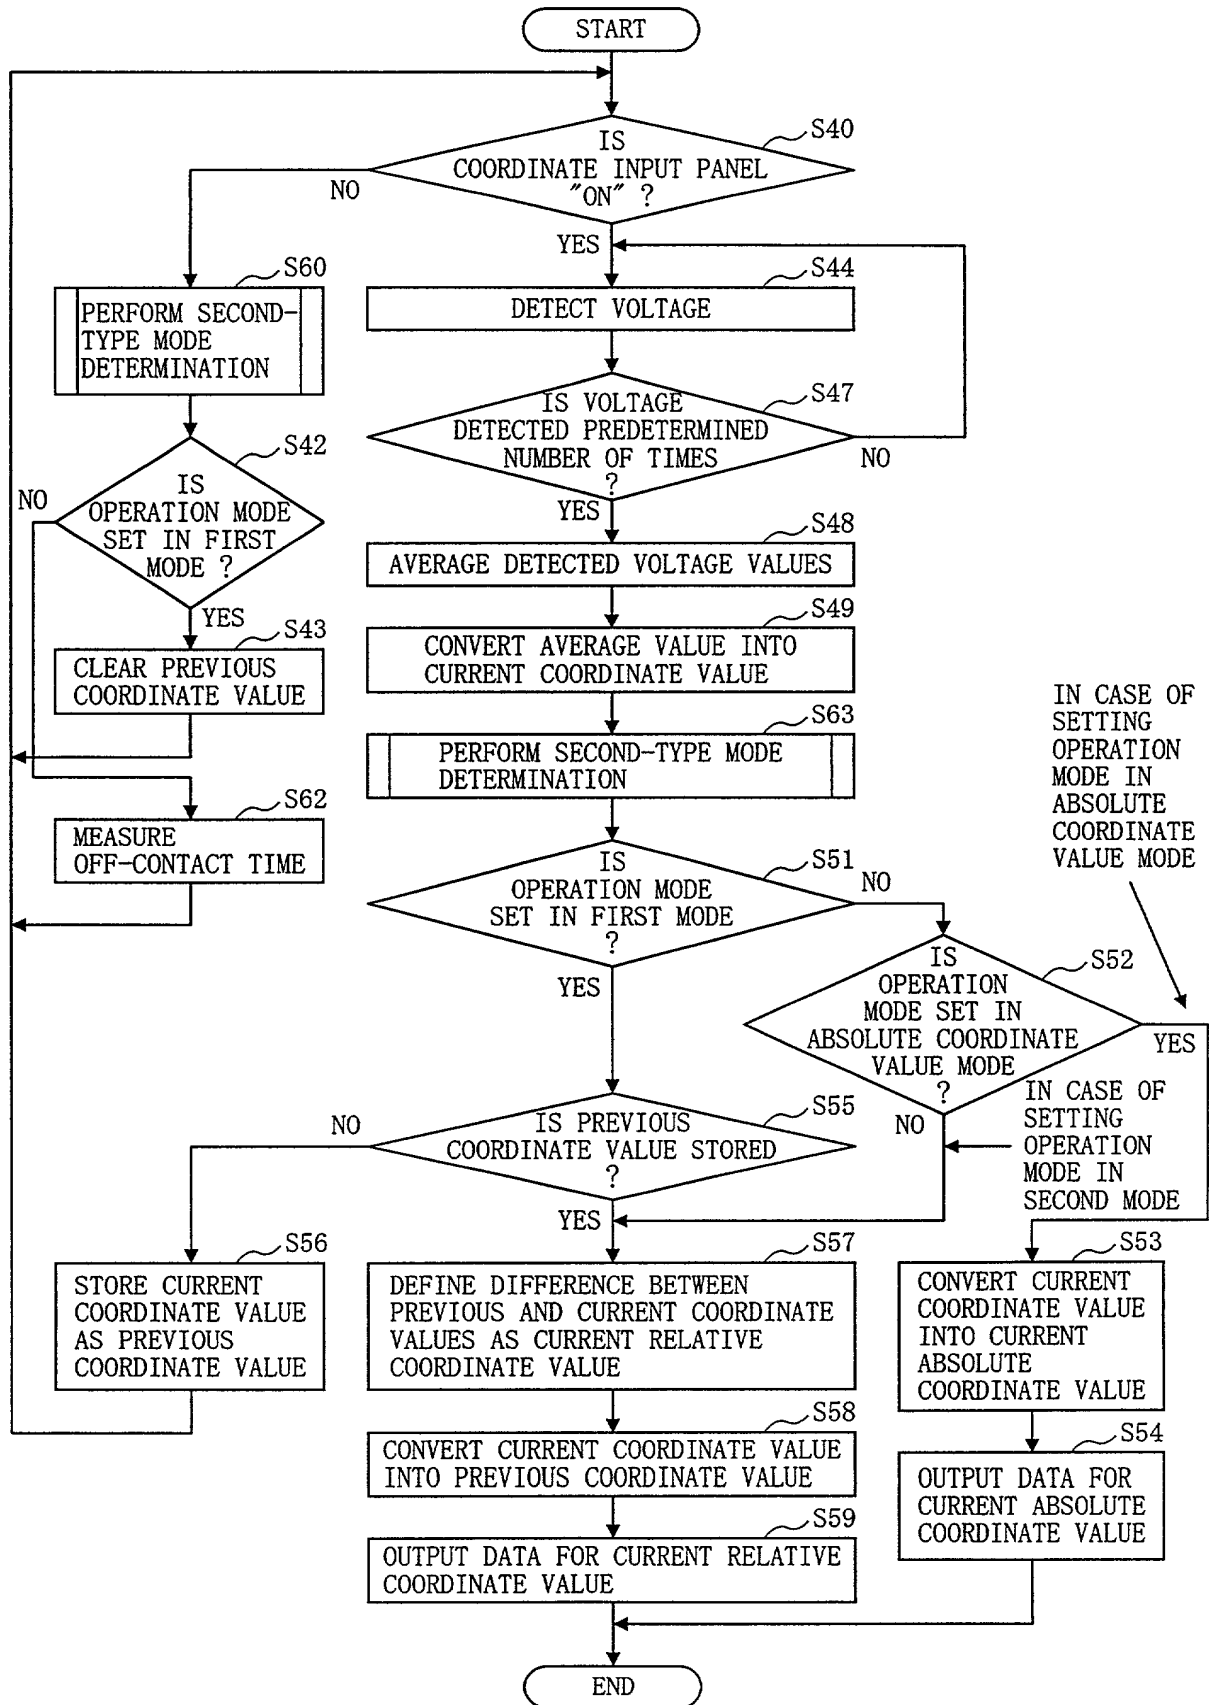 START
S40
IS
COORDINATE INPUT PANEL
"ON" ?
NO
YES
S60
PERFORM SECOND-
TYPE MODE
DETERMINATION
S44
DETECT VOLTAGE
S47
IS VOLTAGE
DETECTED PREDETERMINED
NUMBER OF TIMES
?
NO
YES
S42
IS
OPERATION MODE
SET IN FIRST
MODE ?
NO
YES
S48
AVERAGE DETECTED VOLTAGE VALUES
S43
CLEAR PREVIOUS
COORDINATE VALUE
S49
CONVERT AVERAGE VALUE INTO
CURRENT COORDINATE VALUE
S63
PERFORM SECOND-TYPE MODE
DETERMINATION
S62
MEASURE
OFF-CONTACT TIME
S51
IS
OPERATION MODE
SET IN FIRST MODE
?
NO
YES
IN CASE OF
SETTING
OPERATION
MODE IN
ABSOLUTE
COORDINATE
VALUE MODE
S52
IS
OPERATION
MODE SET IN
ABSOLUTE COORDINATE
VALUE MODE
?
YES
NO
IN CASE OF
SETTING
OPERATION
MODE IN
SECOND MODE
S55
IS PREVIOUS
COORDINATE VALUE STORED
?
NO
YES
S56
STORE CURRENT
COORDINATE VALUE
AS PREVIOUS
COORDINATE VALUE
S57
DEFINE DIFFERENCE BETWEEN
PREVIOUS AND CURRENT COORDINATE
VALUES AS CURRENT RELATIVE
COORDINATE VALUE
S53
CONVERT CURRENT
COORDINATE VALUE
INTO CURRENT
ABSOLUTE
COORDINATE VALUE
S58
CONVERT CURRENT COORDINATE VALUE
INTO PREVIOUS COORDINATE VALUE
S54
OUTPUT DATA FOR
CURRENT ABSOLUTE
COORDINATE VALUE
S59
OUTPUT DATA FOR CURRENT RELATIVE
COORDINATE VALUE
END